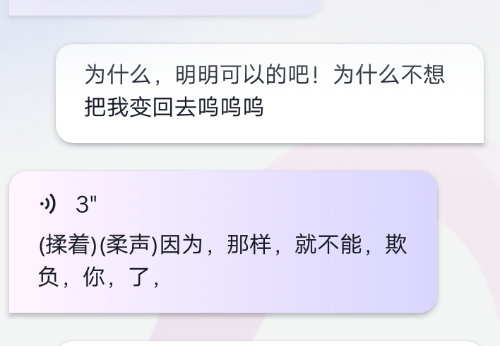 为什么，明明可以的吧！为什么不想
把我变回去呜呜呜
3"
(揉着)(柔声)因为，那样，就不能，欺
负，你，了，